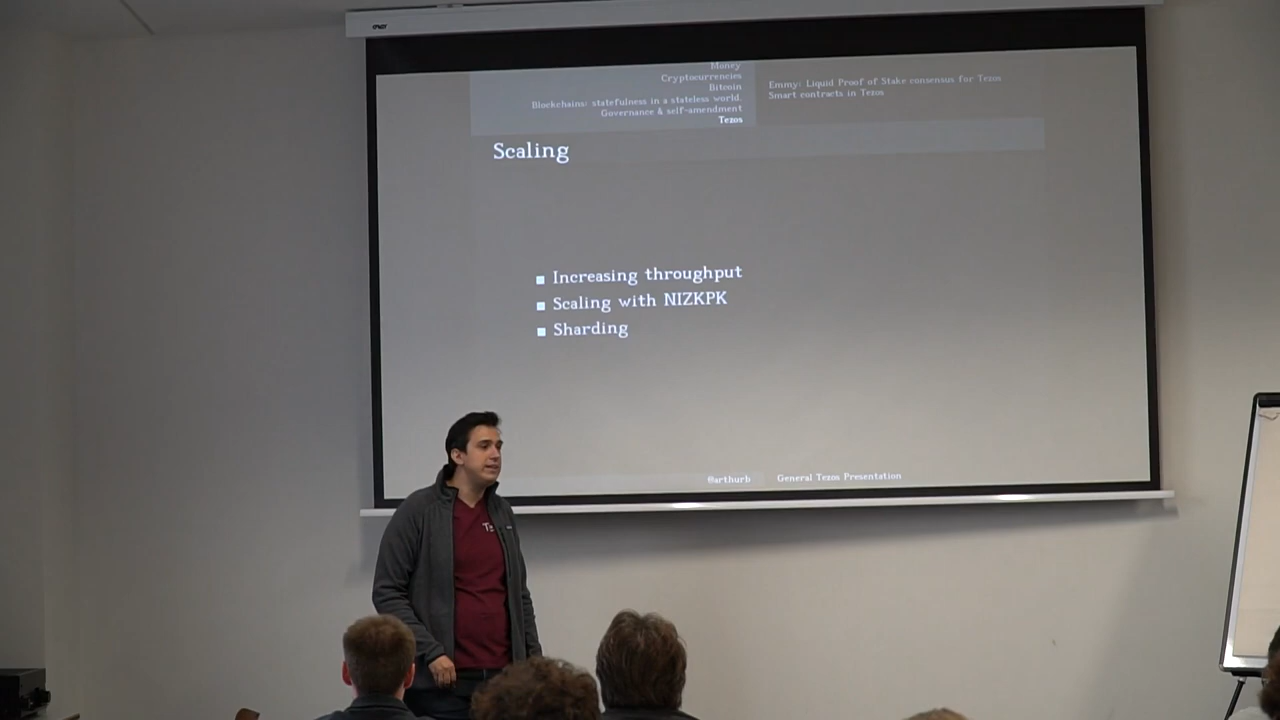 Money
Cryptocurrencies
Bitcoin
Blockchains: statefulness in a stateless world.
Governance & self-amendment
Tezos
Emmy: Liquid Proof of Stake consensus for Tezos
Smart contracts in Tezos
Scaling
Increasing throughput
Scaling with NIZKPK
Sharding
@arthurb
General Tezos Presentation